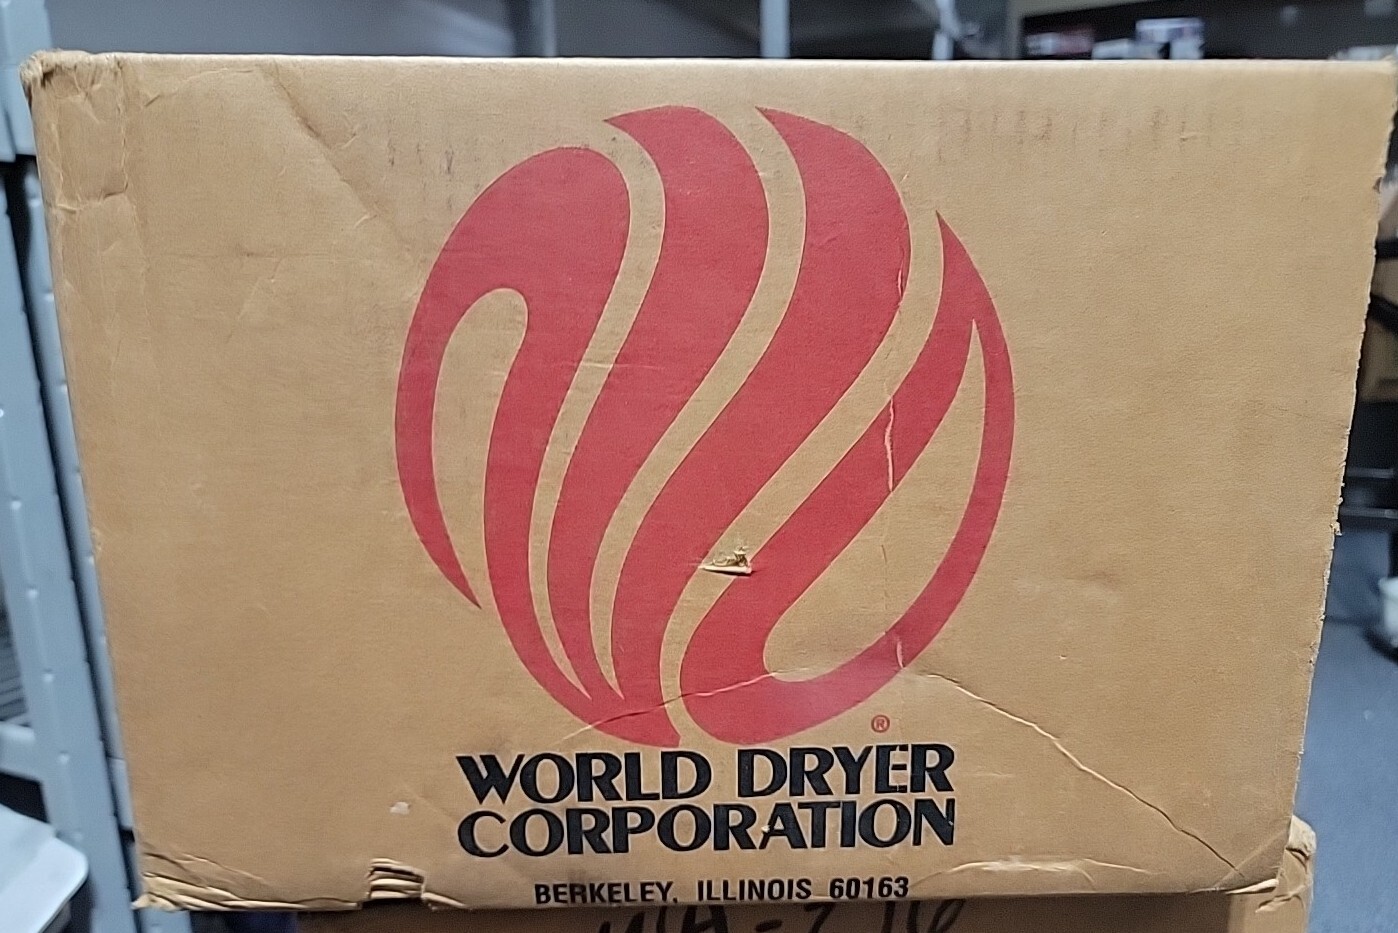 ®
WORLD DRYER
CORPORATION
BERKELEY, ILLINOIS 60163